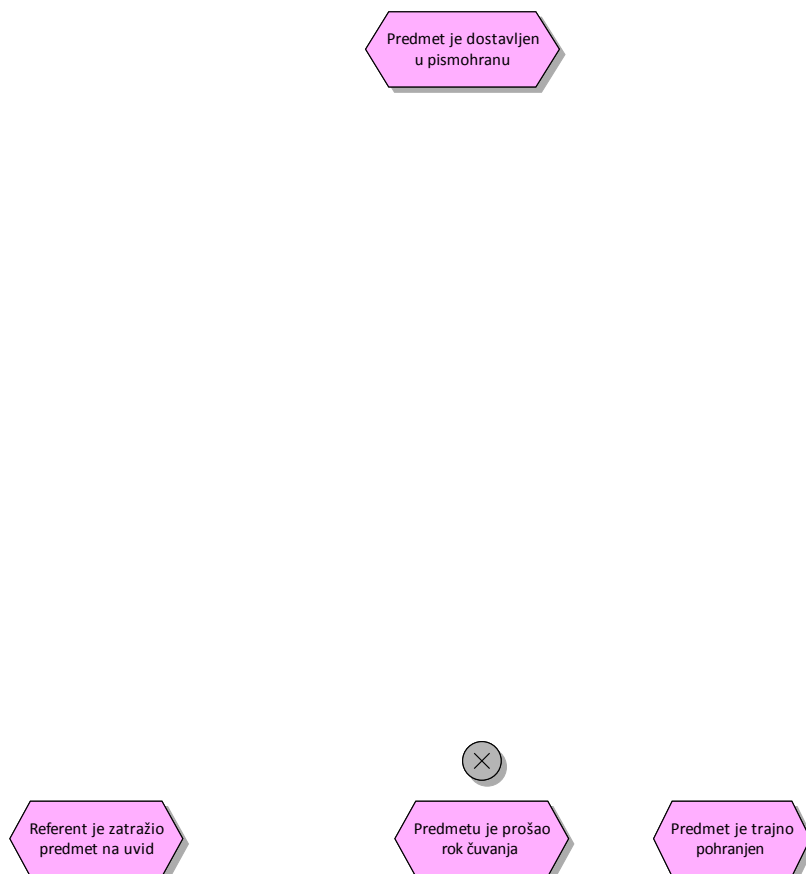 Predmet je dostavljen
u pismohranu
Referent je zatražio
predmet na uvid
Predmetu je prošao
rok čuvanja
Predmet je trajno
pohranjen